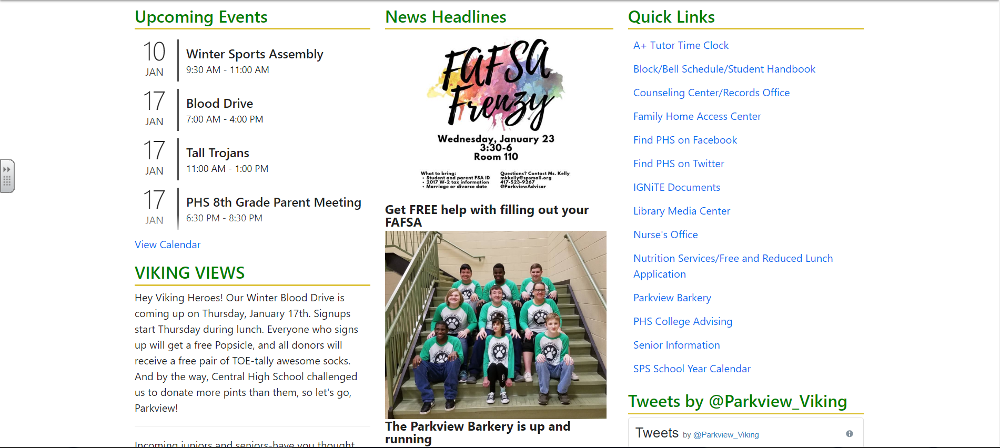 Upcoming Events
10
JAN
Winter Sports Assembly
9:30 AM - 11:00 AM
17
JAN
Blood Drive
7:00 AM - 4:00 PM
17
JAN
Tall Trojans
11:00 AM - 1:00 PM
17
JAN
PHS 8th Grade Parent Meeting
6:30 PM - 8:30 PM
View Calendar
VIKING VIEWS
Hey Viking Heroes! Our Winter Blood Drive is
coming up on Thursday, January 17th. Signups
start Thursday during lunch. Everyone who signs
up will get a free Popsicle, and all donors will
receive a free pair of TOE-tally awesome socks.
And by the way, Central High School challenged
us to donate more pints than them, so let's go,
Parkview!
Incoming juniors and seniors-have you thought
News Headlines
FAFSA
Frenzy
Wednesday, January 23
3:30-6
Room 110
What to bring:
• Student and parent FSA ID
• 2017 W-2 tax information
• Marriage or divorce date
Questions? Contact Ms. Kelly
mkkelly@spsmail.org
417-523-9267
@ParkviewAdvisor
Get FREE help with filling out your
FAFSA
The Parkview Barkery is up and
running
Quick Links
A+ Tutor Time Clock
Block/Bell Schedule/Student Handbook
Counseling Center/Records Office
Family Home Access Center
Find PHS on Facebook
Find PHS on Twitter
IGNiTE Documents
Library Media Center
Nurse's Office
Nutrition Services/Free and Reduced Lunch
Application
Parkview Barkery
PHS College Advising
Senior Information
SPS School Year Calendar
Tweets by @Parkview_Viking
Tweets by @Parkview_Viking